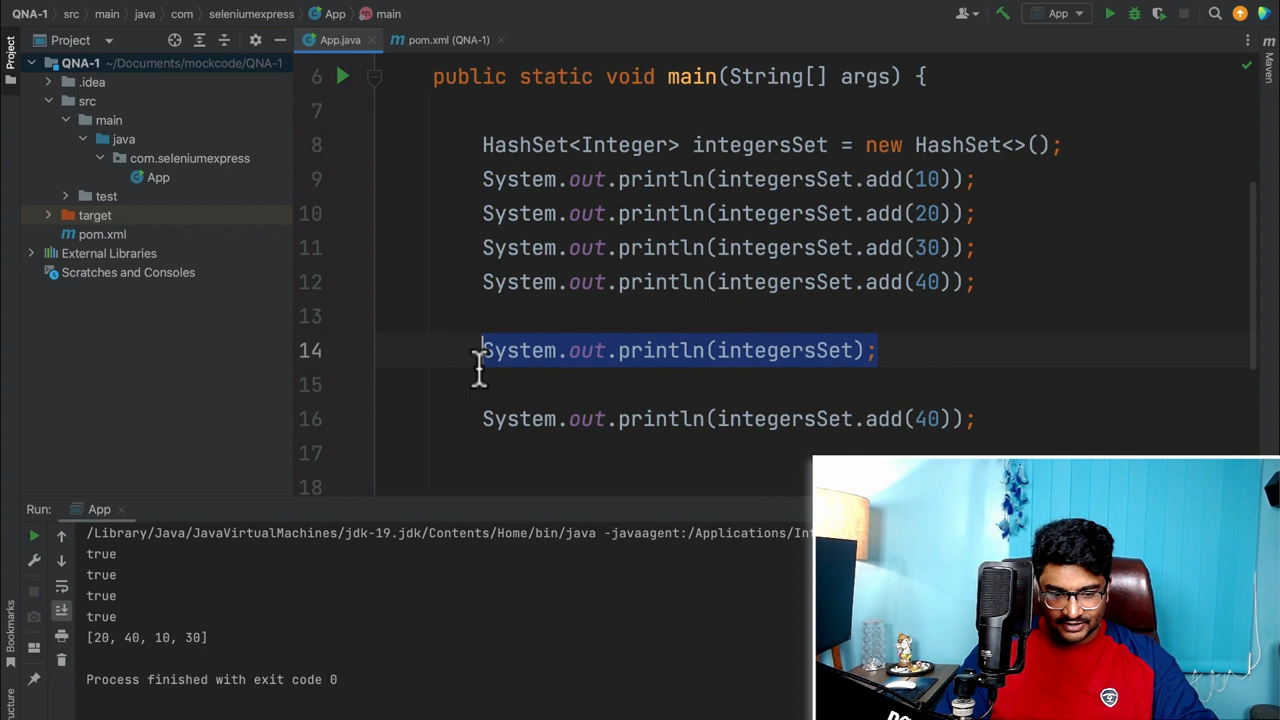 QNA-1 src main java com seleniumexpress App main
App
Project
App.java
pom.xml (QNA-1)
Project
Maven
QNA-1 ~/Documents/mockcode/QNA-1
.idea
src
main
java
com.seleniumexpress
App
test
target
pom.xml
External Libraries
Scratches and Consoles
6 public static void main(String[] args) {
7
8 HashSet<Integer> integersSet = new HashSet<>();
9 System.out.println(integersSet.add(10));
10 System.out.println(integersSet.add(20));
11 System.out.println(integersSet.add(30));
12 System.out.println(integersSet.add(40));
13
14 System.out.println(integersSet);
15
16 System.out.println(integersSet.add(40));
17
18
Run: App
/Library/Java/JavaVirtualMachines/jdk-19.jdk/Contents/Home/bin/java -javaagent:/Applications/
true
true
true
true
[20, 40, 10, 30]
Process finished with exit code 0
Bookmarks